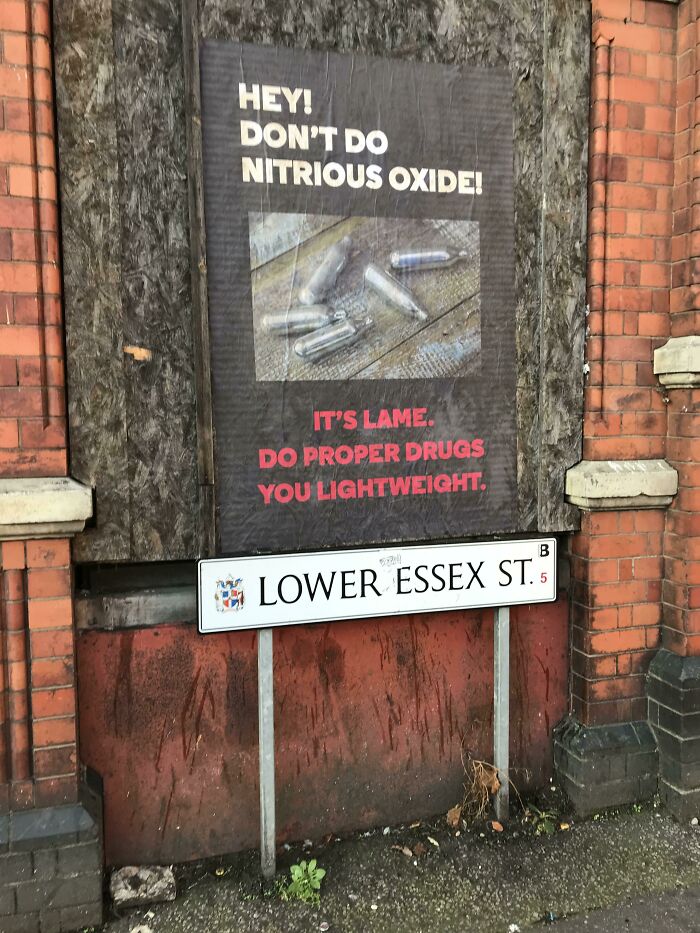 HEY!
DON'T DO
NITRIOUS OXIDE!
IT'S LAME.
DO PROPER DRUGS
YOU LIGHTWEIGHT.
LOWER ESSEX ST.
B
5